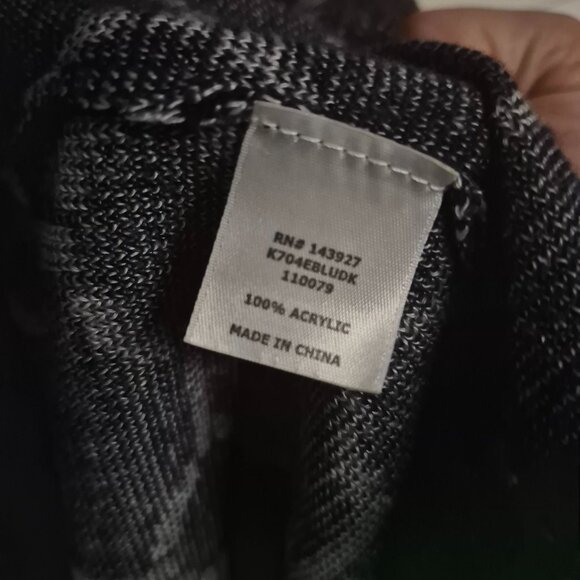 RN# 143927
K704EBLUDK
110079
100% ACRYLIC
MADE IN CHINA